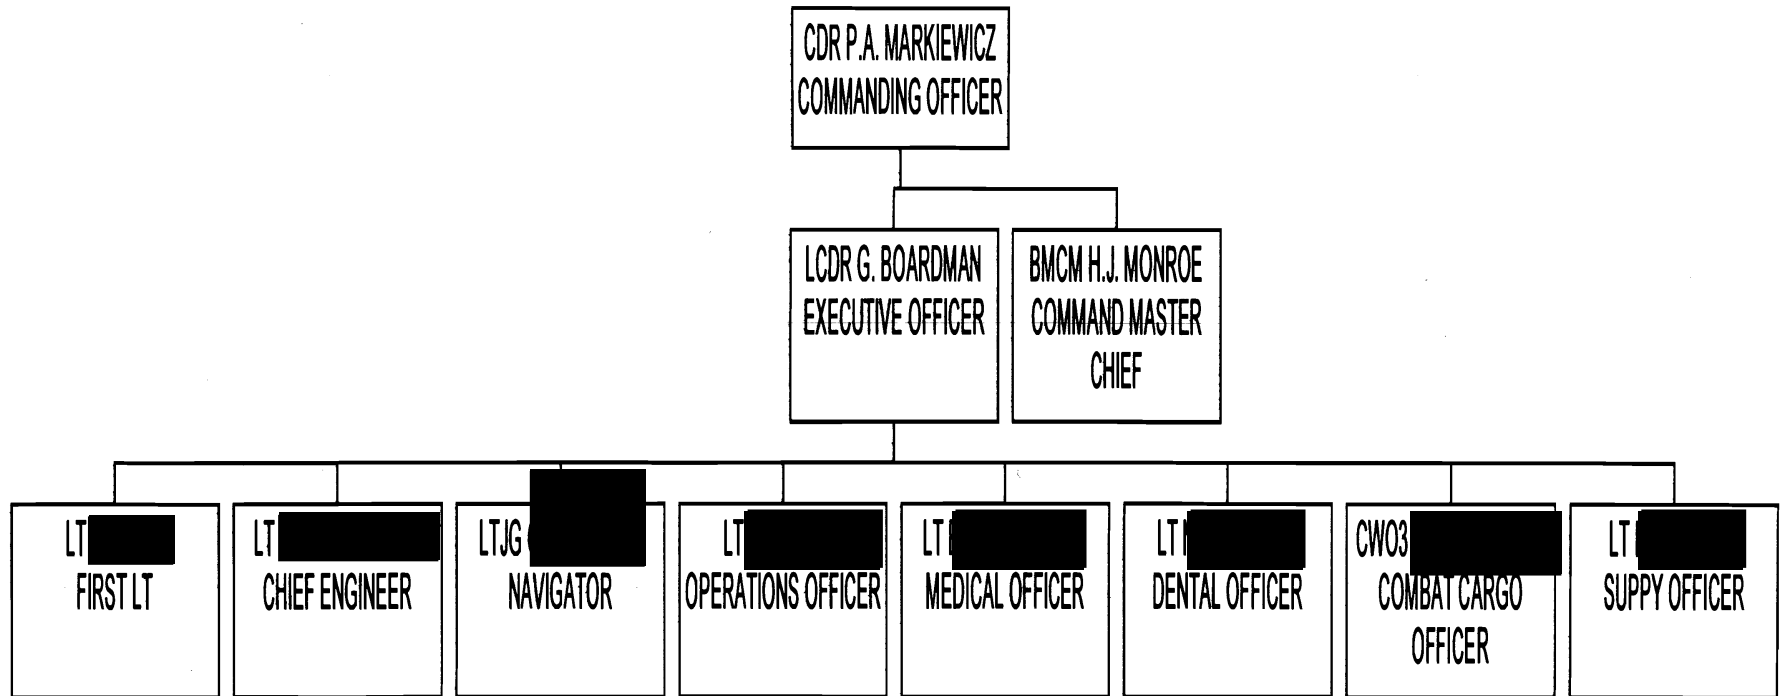 CDR P.A. MARKIEWICZ
COMMANDING OFFICER
LCDR G. BOARDMAN
EXECUTIVE OFFICER
BMCM H.J. MONROE
COMMAND MASTER
CHIEF
LT
FIRST LT
LT
CHIEF ENGINEER
LTJG
NAVIGATOR
LT
OPERATIONS OFFICER
LT
MEDICAL OFFICER
LT
DENTAL OFFICER
CWO3
COMBAT CARGO
OFFICER
LT
SUPPY OFFICER